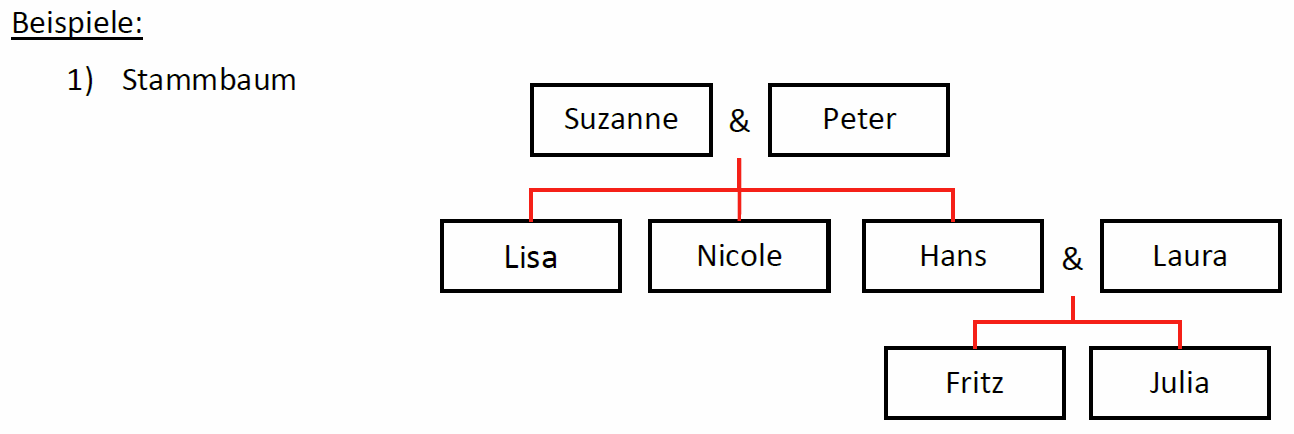 Beispiele:
1) Stammbaum
Suzanne & Peter
Lisa Nicole Hans & Laura
Fritz Julia